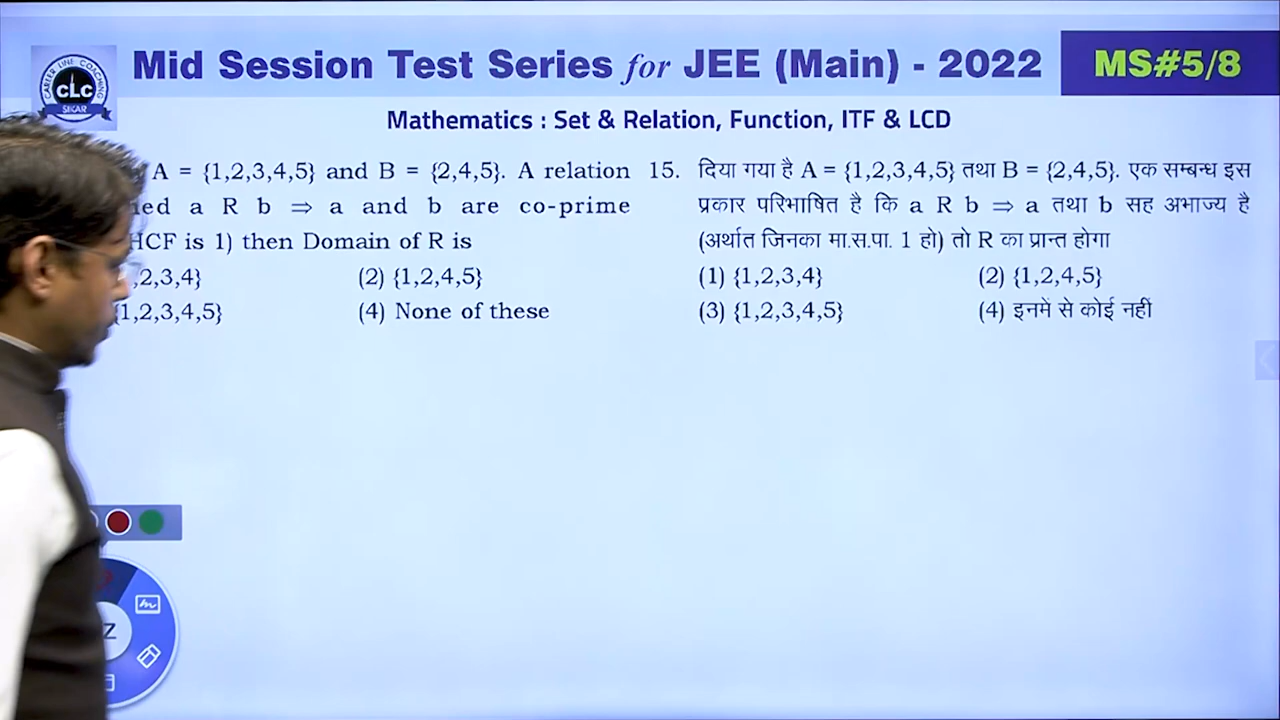 Mid Session Test Series for JEE (Main) - 2022
MS#5/8
CAREER LINE COACHING
CLC
SIKAR
Mathematics : Set & Relation, Function, ITF & LCD
A = {1,2,3,4,5} and B = {2,4,5}. A relation
a R b ⇒ a and b are co-prime
HCF is 1) then Domain of R is
,2,3,4}
(2) {1,2,4,5}
{1,2,3,4,5}
(4) None of these
15. दिया गया है A = {1,2,3,4,5} तथा B = {2,4,5}. एक सम्बन्ध इस
प्रकार परिभाषित है कि a R b ⇒ a तथा b सह अभाज्य है
(अर्थात जिनका मा.स.पा. 1 हो) तो R का प्रान्त होगा
(1) {1,2,3,4}
(2) {1,2,4,5}
(3) {1,2,3,4,5}
(4) इनमें से कोई नहीं
Z